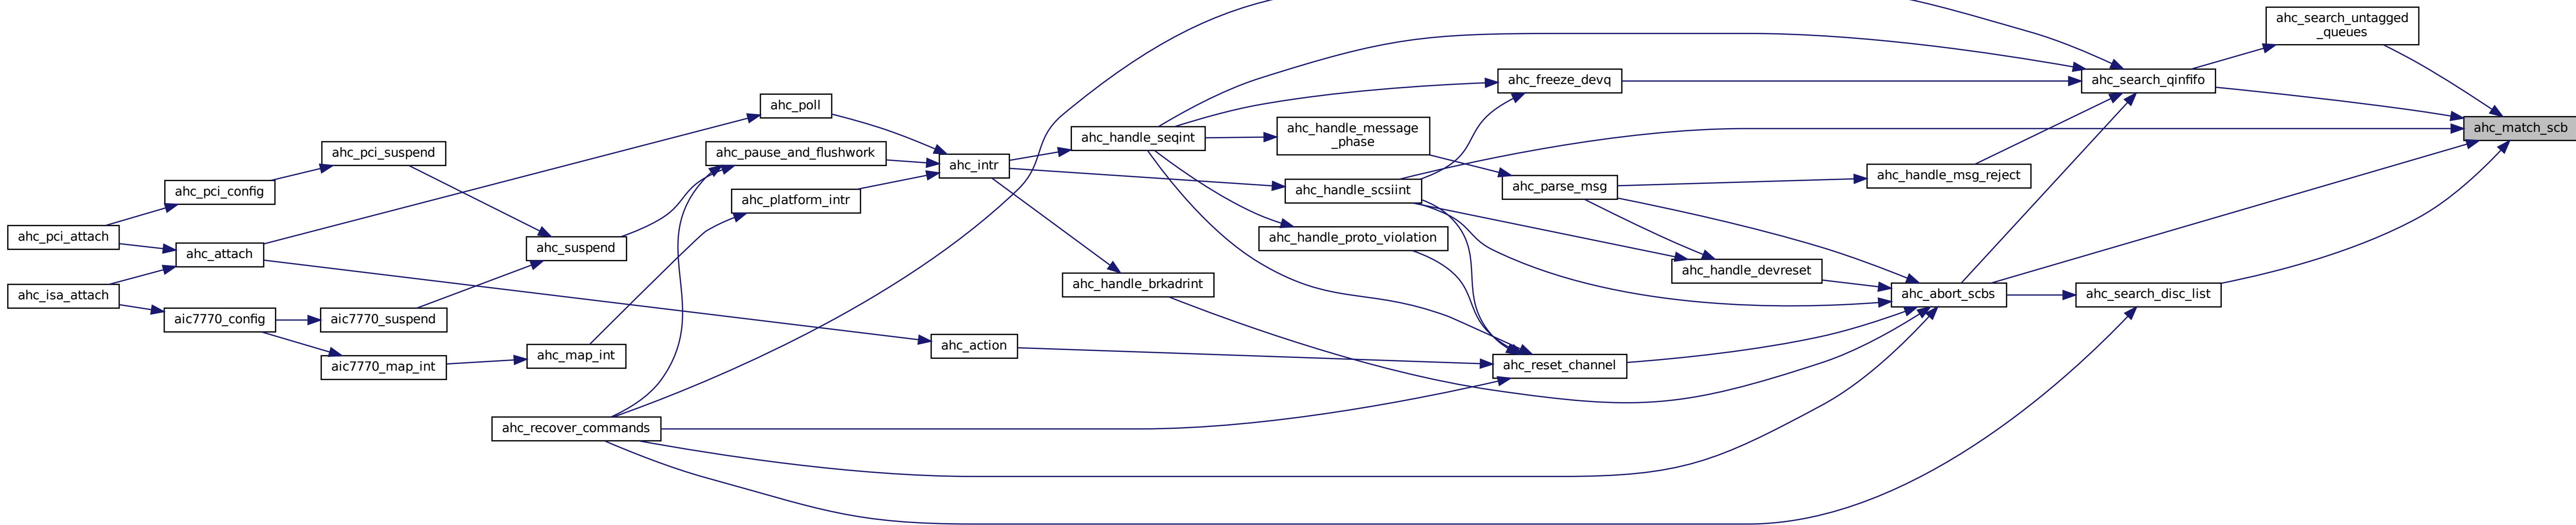 ahc_search_untagged
_queues
ahc_search_qinfifo
ahc_freeze_devq
ahc_poll
ahc_match_scb
ahc_handle_message
_phase
ahc_handle_seqint
ahc_pci_suspend
ahc_pause_and_flushwork
ahc_intr
ahc_handle_msg_reject
ahc_parse_msg
ahc_handle_scsiint
ahc_pci_config
ahc_platform_intr
ahc_pci_attach
ahc_handle_proto_violation
ahc_suspend
ahc_attach
ahc_handle_devreset
ahc_handle_brkadrint
ahc_abort_scbs
ahc_search_disc_list
ahc_isa_attach
aic7770_config
aic7770_suspend
ahc_action
ahc_map_int
aic7770_map_int
ahc_reset_channel
ahc_recover_commands